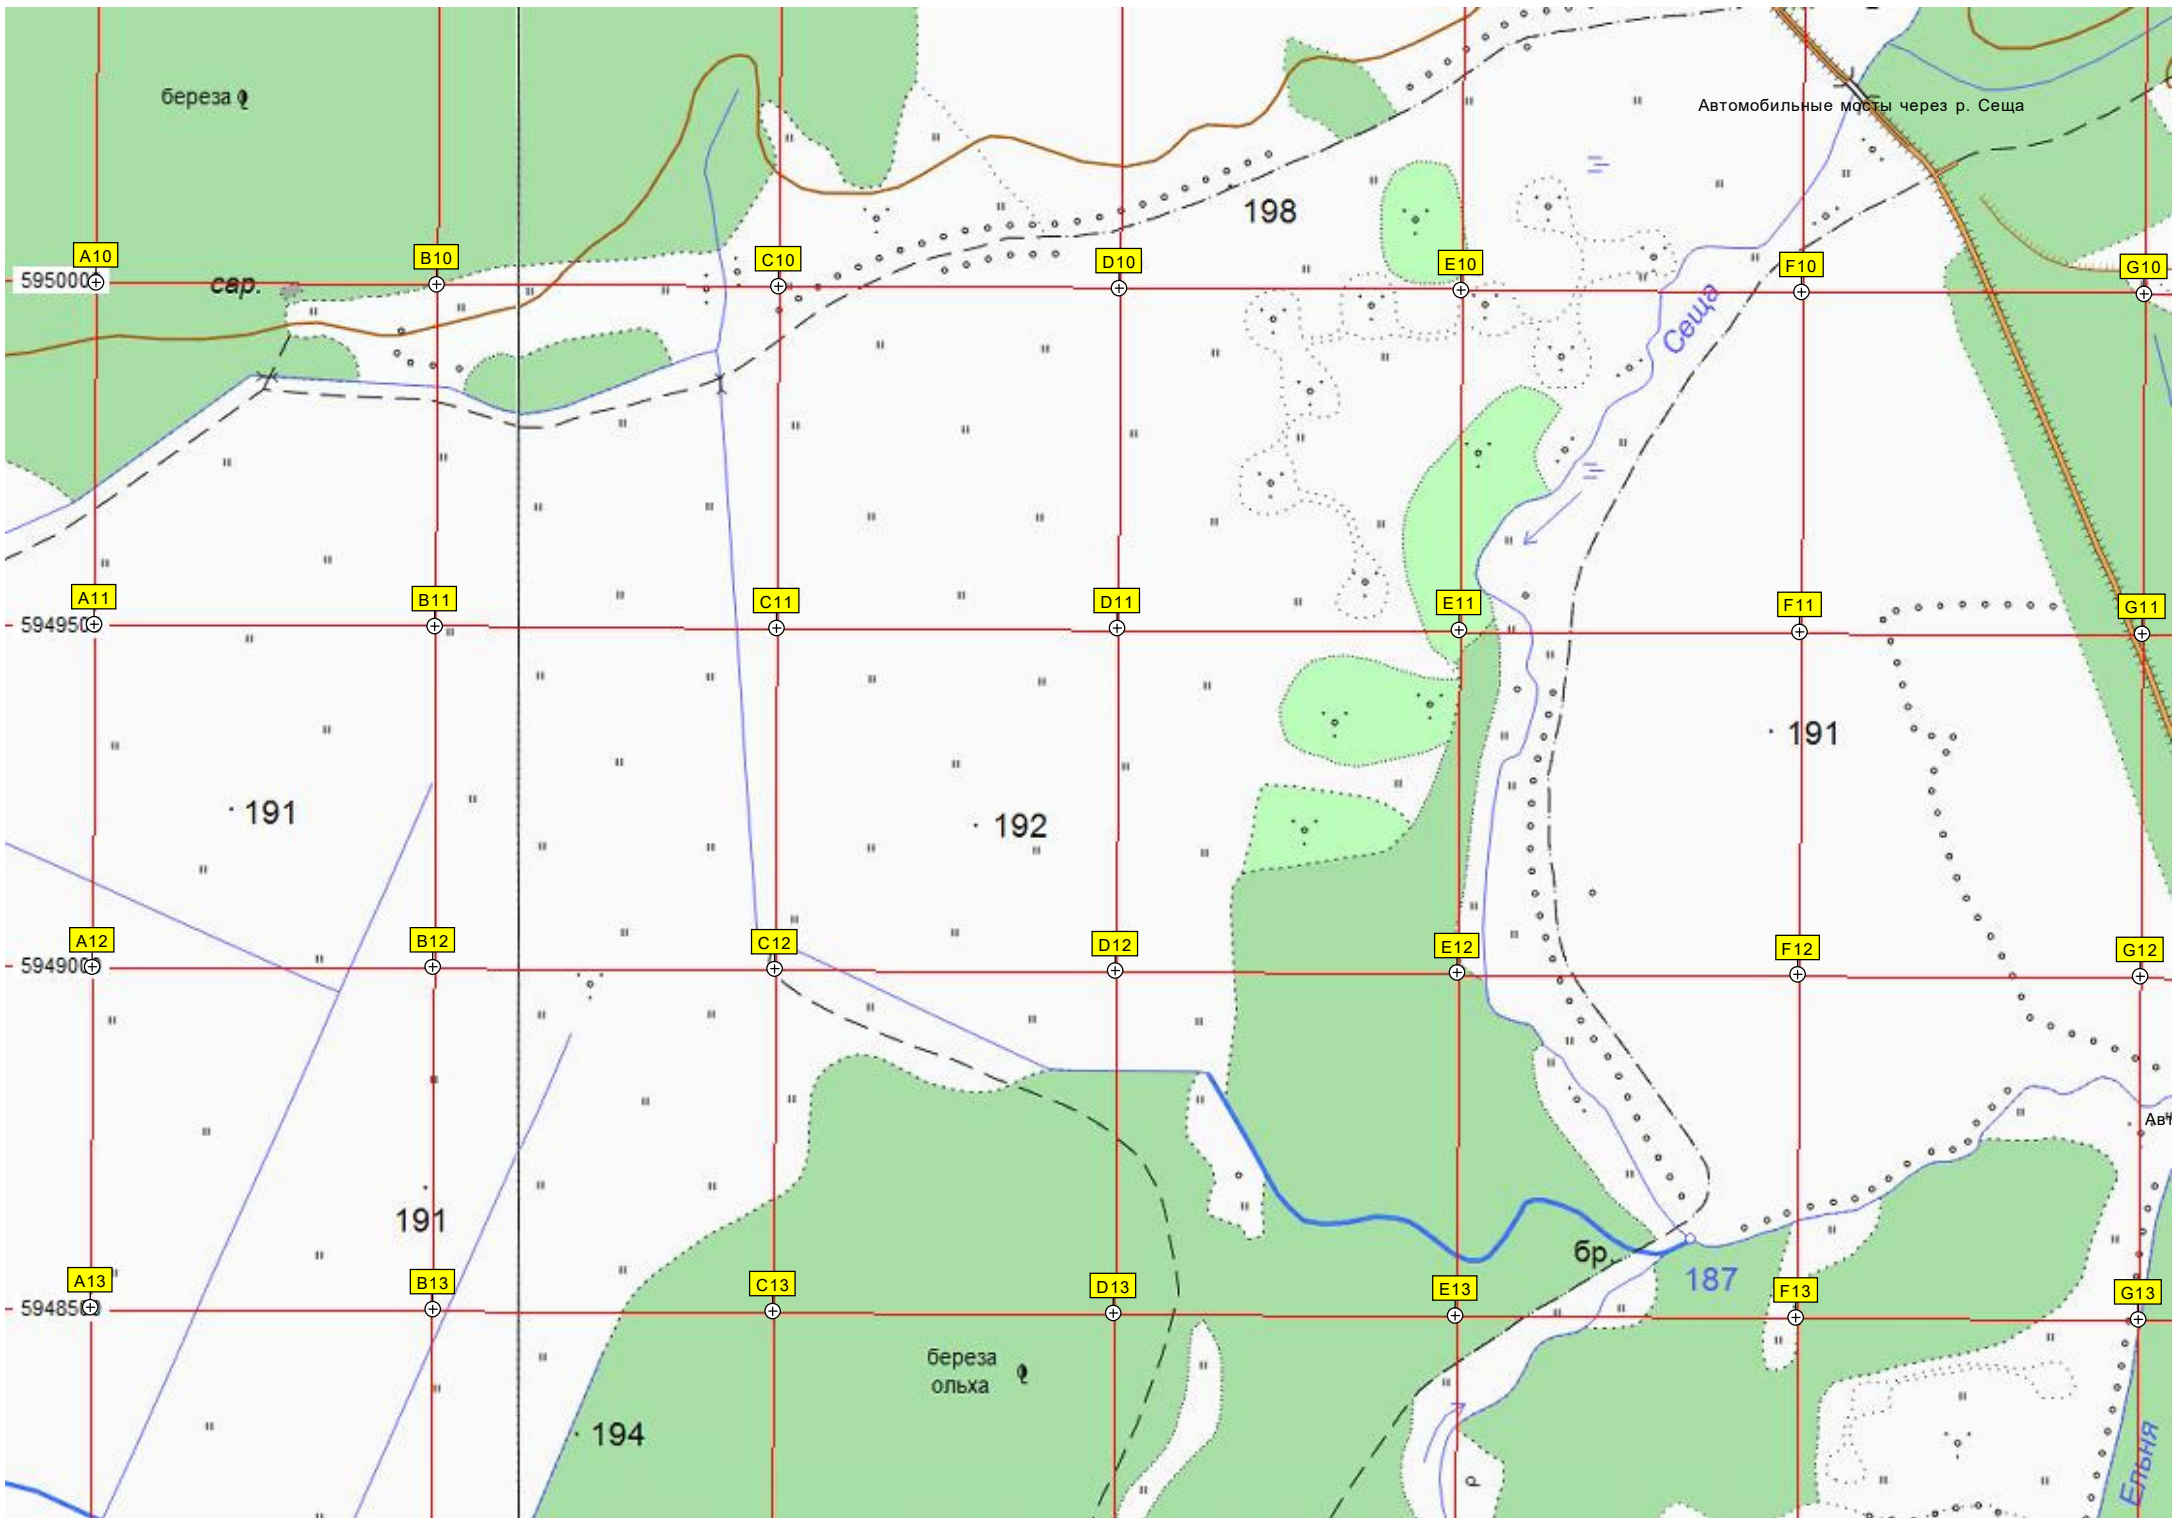 береза
Автомобильные мосты через р. Сеща
198
A10
B10
C10
D10
E10
F10
G10
595000
сар.
Сеща
A11
B11
C11
D11
E11
F11
G11
594950
191
191
192
A12
B12
C12
D12
E12
F12
G12
594900
Авт
191
бр.
187
A13
B13
C13
D13
E13
F13
G13
594850
береза
ольха
194
р
Ельня